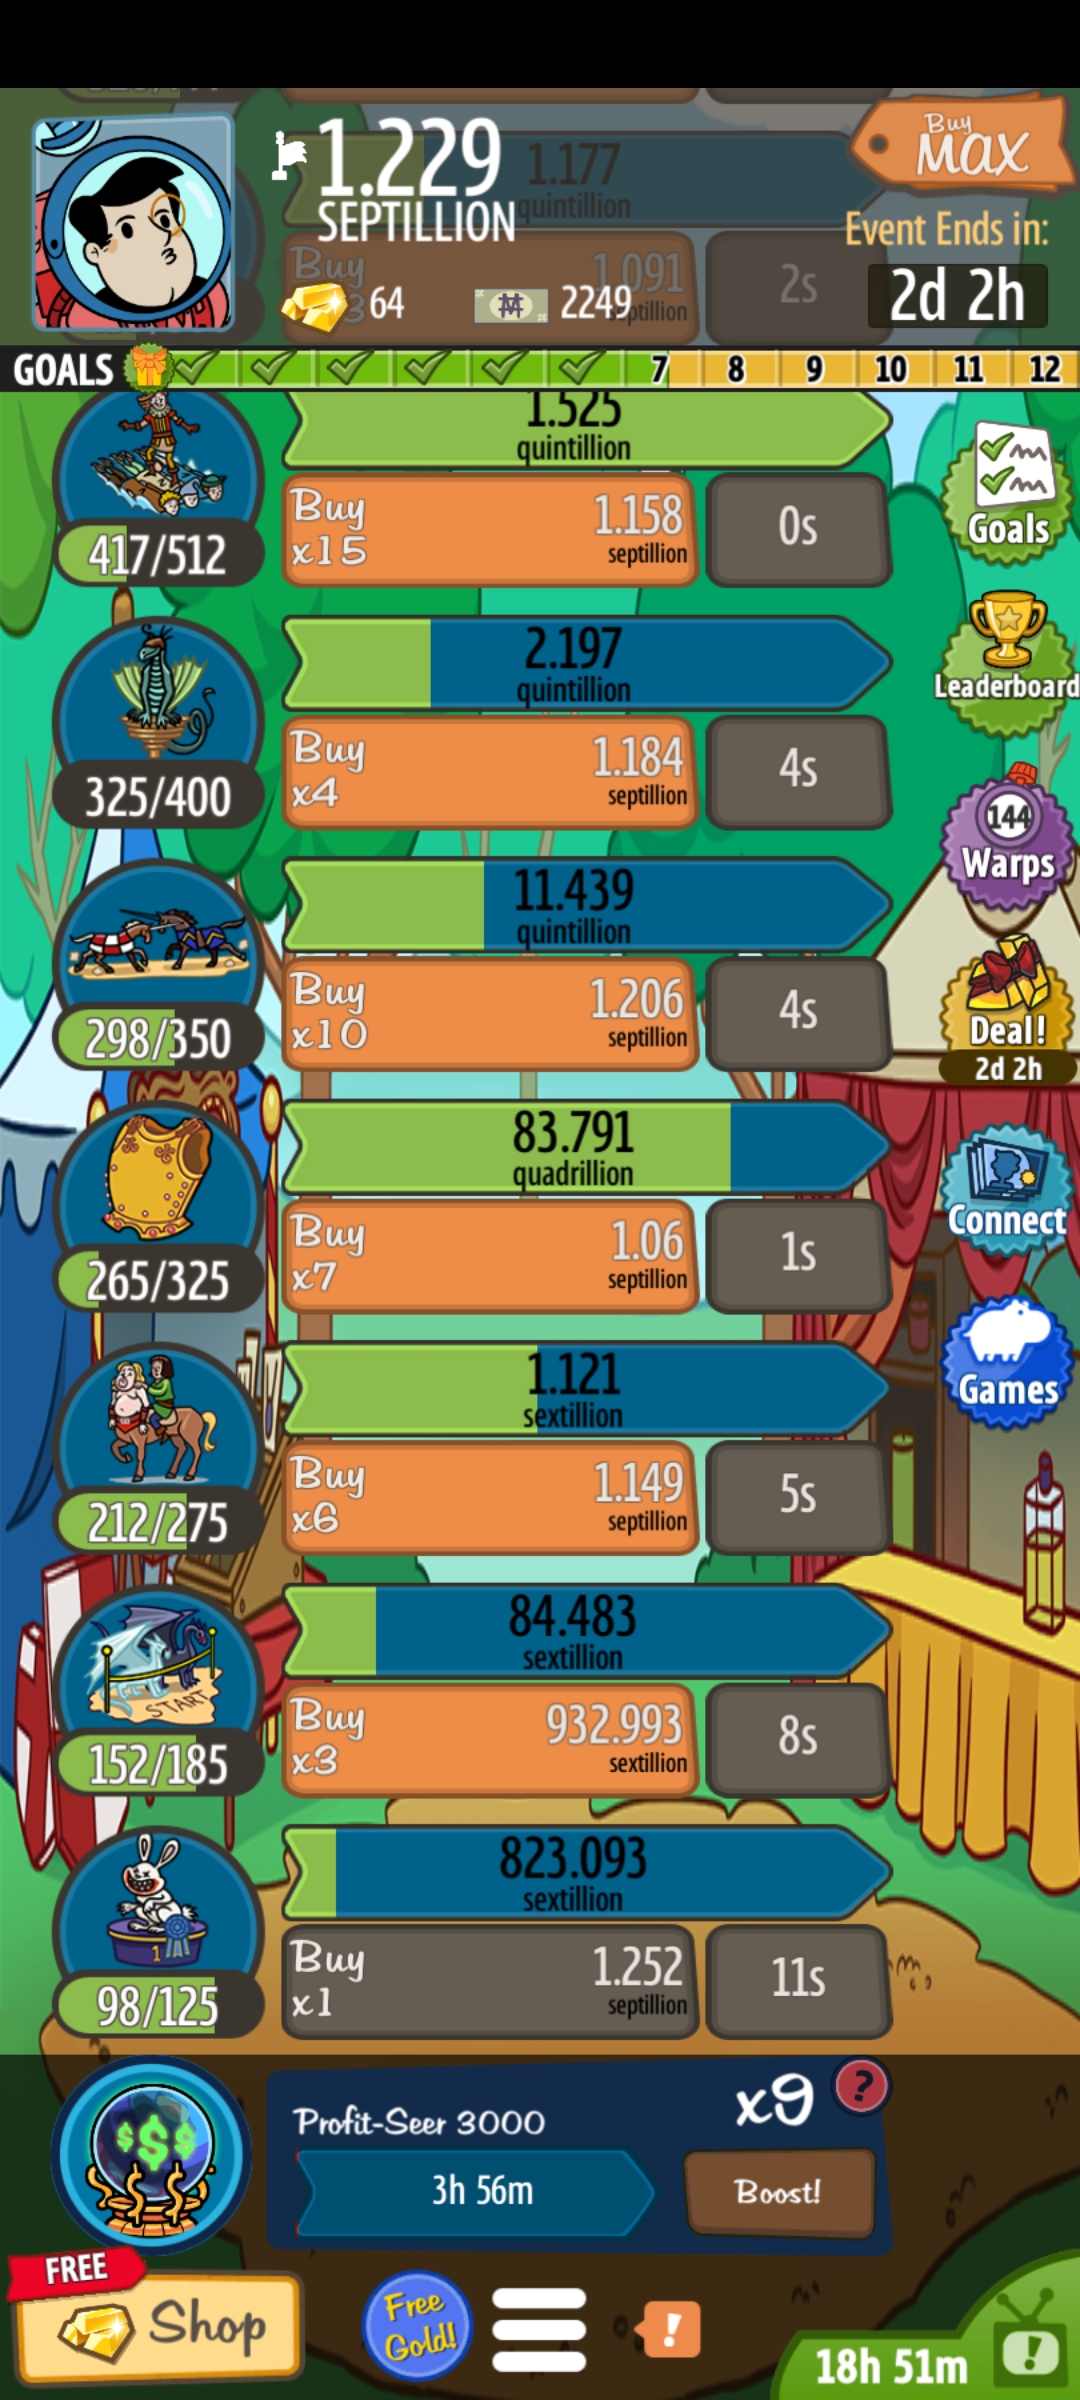 1.229
SEPTILLION
1.177
quintillion
Buy
MAX
Event Ends in:
2d 2h
Buy
1.091
septillion
2s
64
2249
GOALS
7 8 9 10 11 12
1.525
quintillion
Buy
x15
1.158
septillion
0s
417/512
Goals
2.197
quintillion
Buy
x4
1.184
septillion
4s
325/400
Leaderboard
11.439
quintillion
Buy
x10
1.206
septillion
4s
298/350
144
Warps
Deal!
2d 2h
83.791
quadrillion
Buy
x7
1.06
septillion
1s
265/325
Connect
1.121
sextillion
Buy
x6
1.149
septillion
5s
212/275
Games
84.483
sextillion
START
Buy
x3
932.993
sextillion
8s
152/185
823.093
sextillion
1
Buy
x1
1.252
septillion
11s
98/125
$$$
Profit-Seer 3000
x9
?
3h 56m
Boost!
FREE
Shop
Free
Gold!
!
18h 51m
!